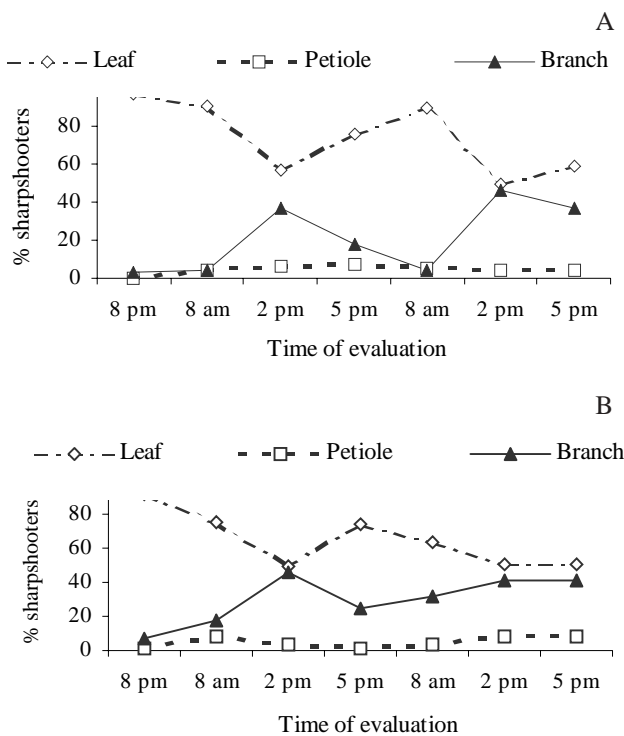 A
Leaf Petiole Branch
% sharpshooters
80
60
40
20
0
8 pm 8 am 2 pm 5 pm 8 am 2 pm 5 pm
Time of evaluation
B
Leaf Petiole Branch
% sharpshooters
80
60
40
20
0
8 pm 8 am 2 pm 5 pm 8 am 2 pm 5 pm
Time of evaluation